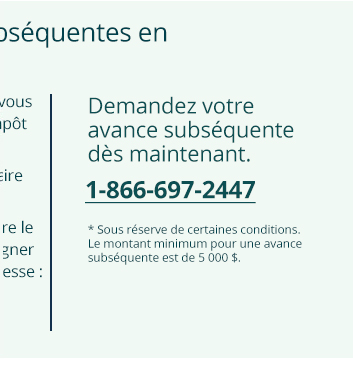 bséquentes en
vous
pôt
ire
re le
gner
esse :
Demandez votre
avance subséquente
dès maintenant.
1-866-697-2447
* Sous réserve de certaines conditions.
Le montant minimum pour une avance
subséquente est de 5 000 $.